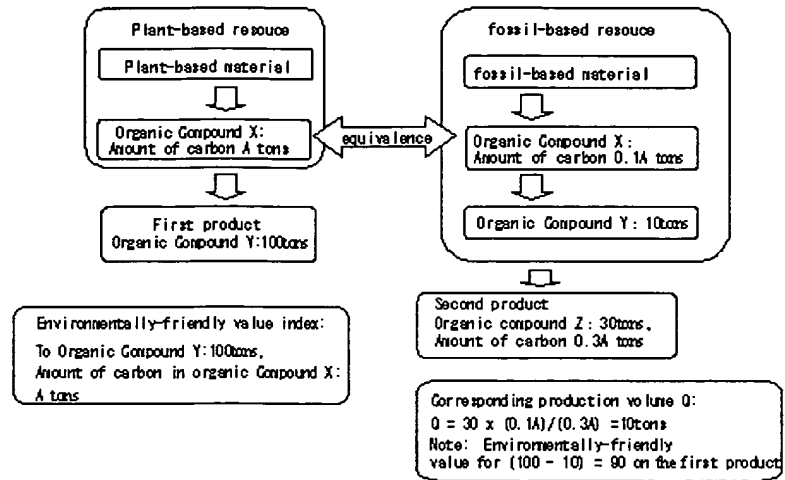 Plant-based resouce
Plant-based material
Organic Compound X:
Amount of carbon A tons
First product
Organic Compound Y:100tons
Environmentally-friendly value index:
To Organic Compound Y:100tons,
Amount of carbon in organic Compound X:
A tons
equivalence
fossil-based resouce
fossil-based material
Organic Compound X:
Amount of carbon 0.1A tons
Organic Compound Y: 10tons
Second product
Organic compound Z: 30tons,
Amount of carbon 0.3A tons
Corresponding production volume Q:
Q = 30 x (0.1A)/(0.3A) =10tons
Note: Environmentally-friendly
value for (100 - 10) = 90 on the first product